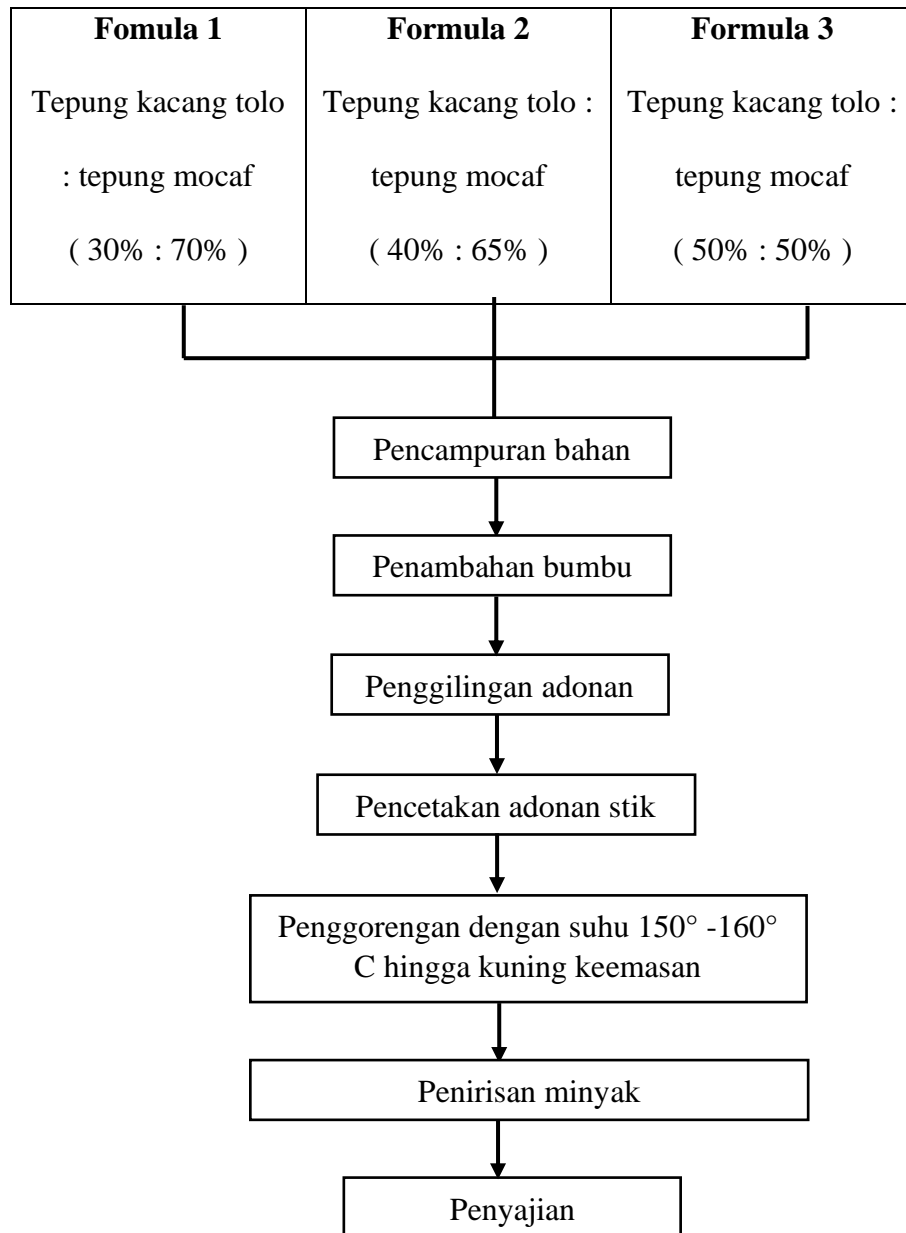 Fomula 1
Tepung kacang tolo
: tepung mocaf
( 30% : 70% )
Formula 2
Tepung kacang tolo :
tepung mocaf
( 40% : 65% )
Formula 3
Tepung kacang tolo :
tepung mocaf
( 50% : 50% )
Pencampuran bahan
Penambahan bumbu
Penggilingan adonan
Pencetakan adonan stik
Penggorengan dengan suhu 150° -160°
C hingga kuning keemasan
Penirisan minyak
Penyajian